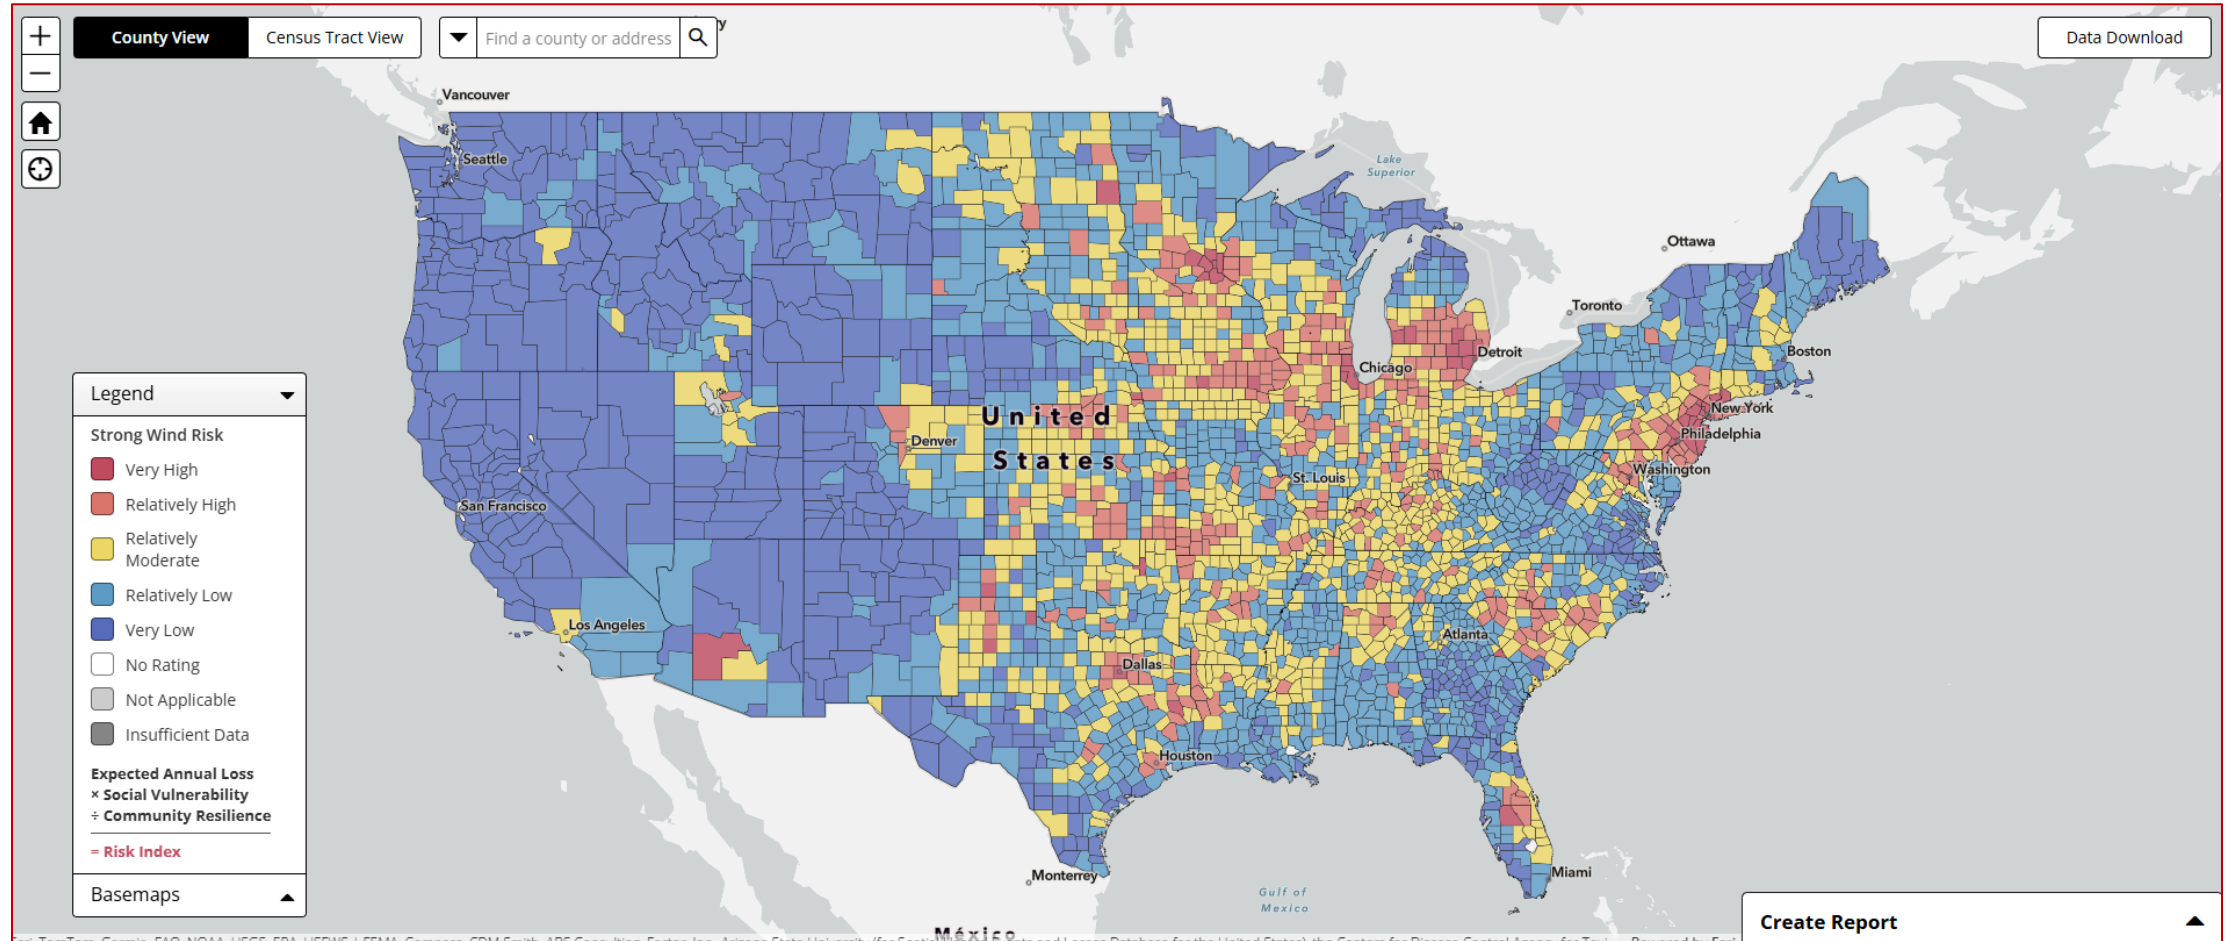 County View
Census Tract View
Find a county or address
Data Download
Vancouver
Seattle
Lake
Superior
Ottawa
Toronto
Detroit
Boston
Chicago
New York
United
States
Denver
Philadelphia
Washington
St. Louis
San Francisco
Los Angeles
Atlanta
Dallas
Houston
Miami
Monterrey
Gulf of
Mexico
México
Legend
Strong Wind Risk
Very High
Relatively High
Relatively
Moderate
Relatively Low
Very Low
No Rating
Not Applicable
Insufficient Data
Expected Annual Loss
× Social Vulnerability
÷ Community Resilience
= Risk Index
Basemaps
Create Report